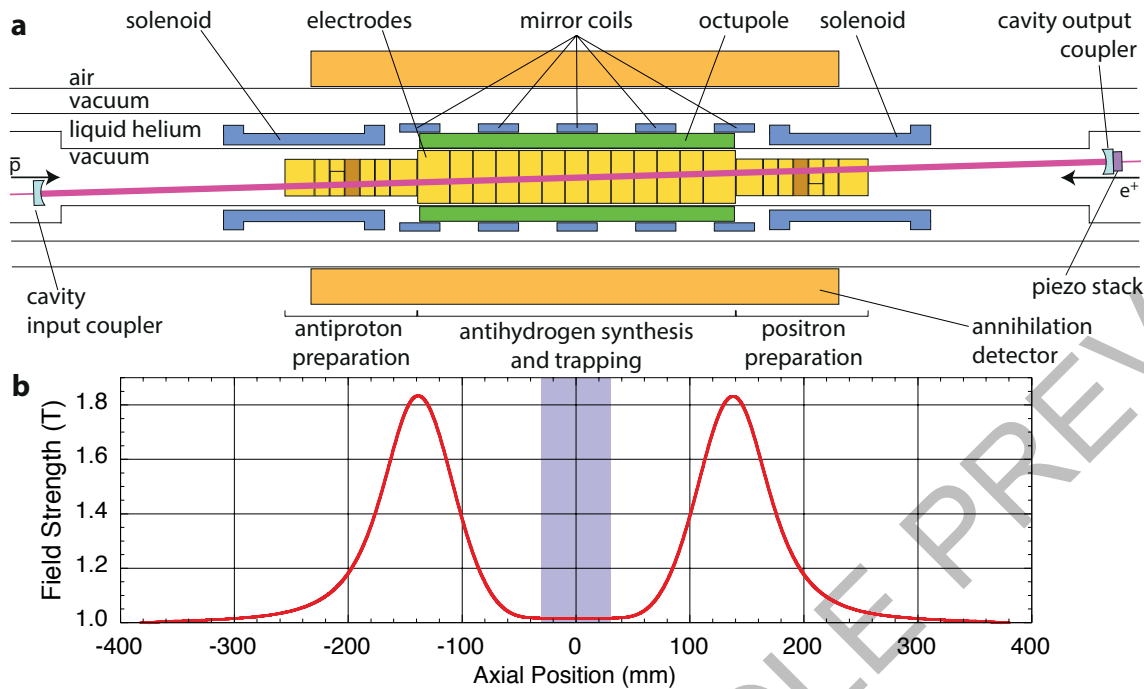 a
solenoid
electrodes
mirror coils
octupole
solenoid
cavity output
coupler
air
vacuum
liquid helium
vacuum
p̅
e+
cavity
input coupler
piezo stack
antiproton
preparation
antihydrogen synthesis
and trapping
positron
preparation
annihilation
detector
b
Field Strength (T)
1.8
1.6
1.4
1.2
1.0
-400
-300
-200
-100
0
100
200
300
400
Axial Position (mm)
LE PREV